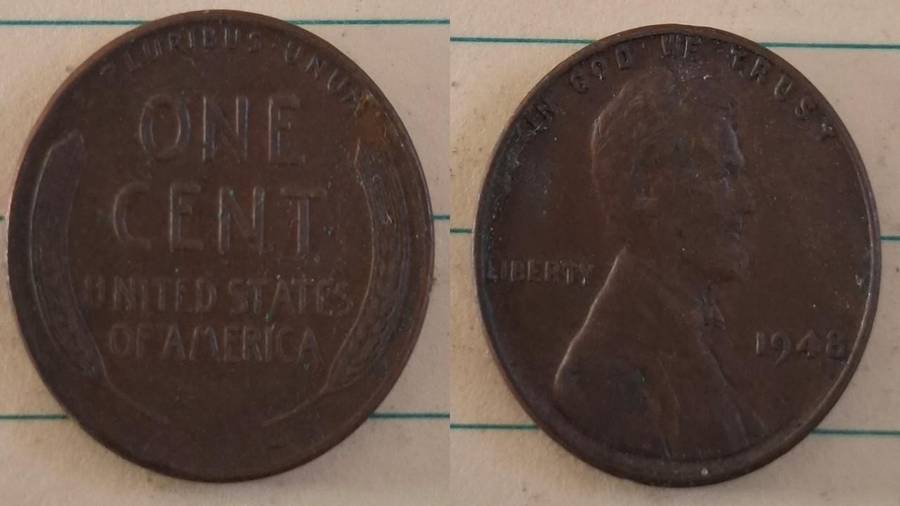 PLURIBUS UNUM
ONE
CENT
UNITED STATES
OF AMERICA
IN GOD WE TRUST
LIBERTY
1948